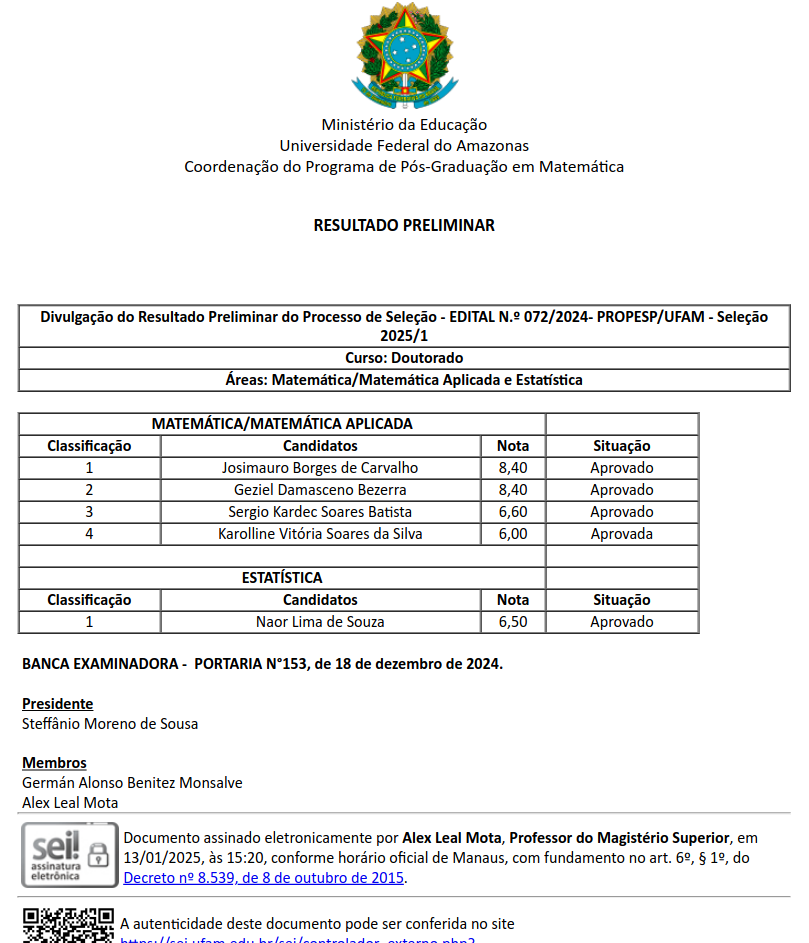 Ministério da Educação
Universidade Federal do Amazonas
Coordenação do Programa de Pós-Graduação em Matemática
RESULTADO PRELIMINAR
Divulgação do Resultado Preliminar do Processo de Seleção - EDITAL N.º 072/2024- PROPESP/UFAM - Seleção
2025/1
Curso: Doutorado
Áreas: Matemática/Matemática Aplicada e Estatística
MATEMÁTICA/MATEMÁTICA APLICADA
Classificação Candidatos Nota Situação
1 Josimauro Borges de Carvalho 8,40 Aprovado
2 Geziel Damasceno Bezerra 8,40 Aprovado
3 Sergio Kardec Soares Batista 6,60 Aprovado
4 Karolline Vitória Soares da Silva 6,00 Aprovada
ESTATÍSTICA
Classificação Candidatos Nota Situação
1 Naor Lima de Souza 6,50 Aprovado
BANCA EXAMINADORA - PORTARIA N°153, de 18 de dezembro de 2024.
Presidente
Steffânio Moreno de Sousa
Membros
Germán Alonso Benitez Monsalve
Alex Leal Mota
sei!
assinatura
eletrônica
Documento assinado eletronicamente por Alex Leal Mota, Professor do Magistério Superior, em
13/01/2025, às 15:20, conforme horário oficial de Manaus, com fundamento no art. 6º, § 1º, do
Decreto nº 8.539, de 8 de outubro de 2015.
A autenticidade deste documento pode ser conferida no site
https://sei.ufam.edu.br/sei/controlador_externo.php?